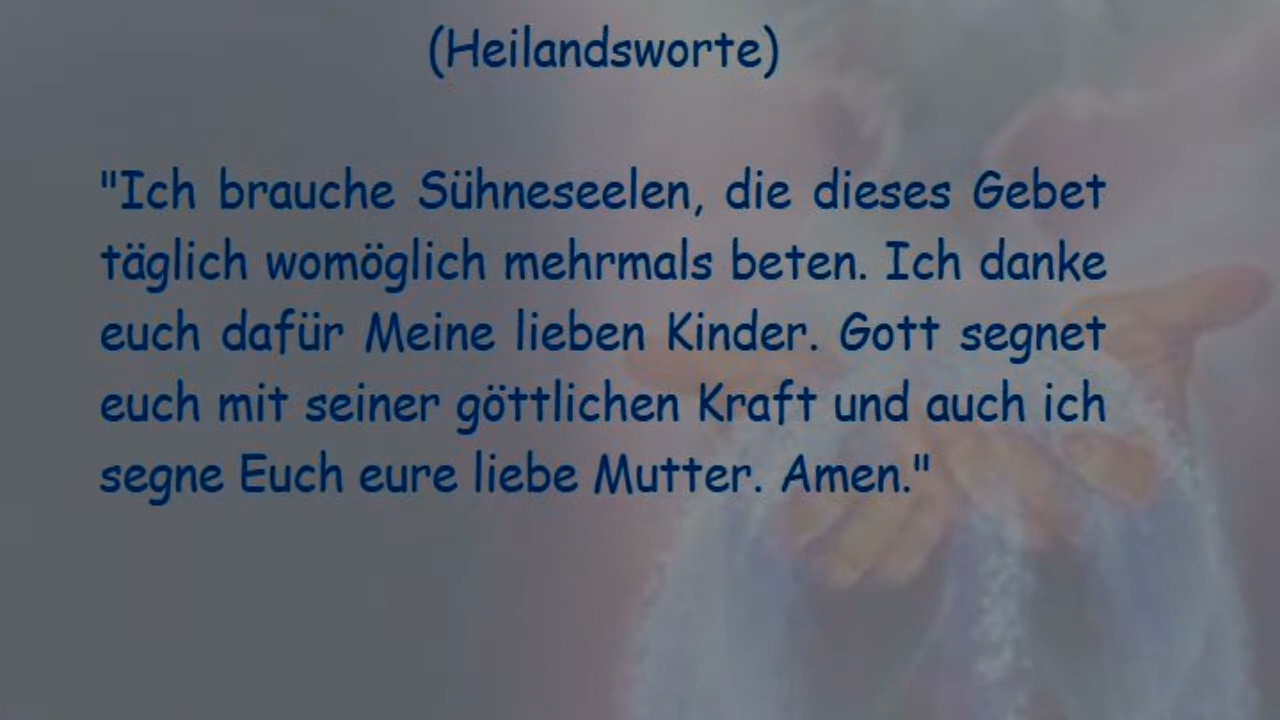 (Heilandsworte)
"Ich brauche Sühneseelen, die dieses Gebet
täglich womöglich mehrmals beten. Ich danke
euch dafür Meine lieben Kinder. Gott segnet
euch mit seiner göttlichen Kraft und auch ich
segne Euch eure liebe Mutter. Amen."